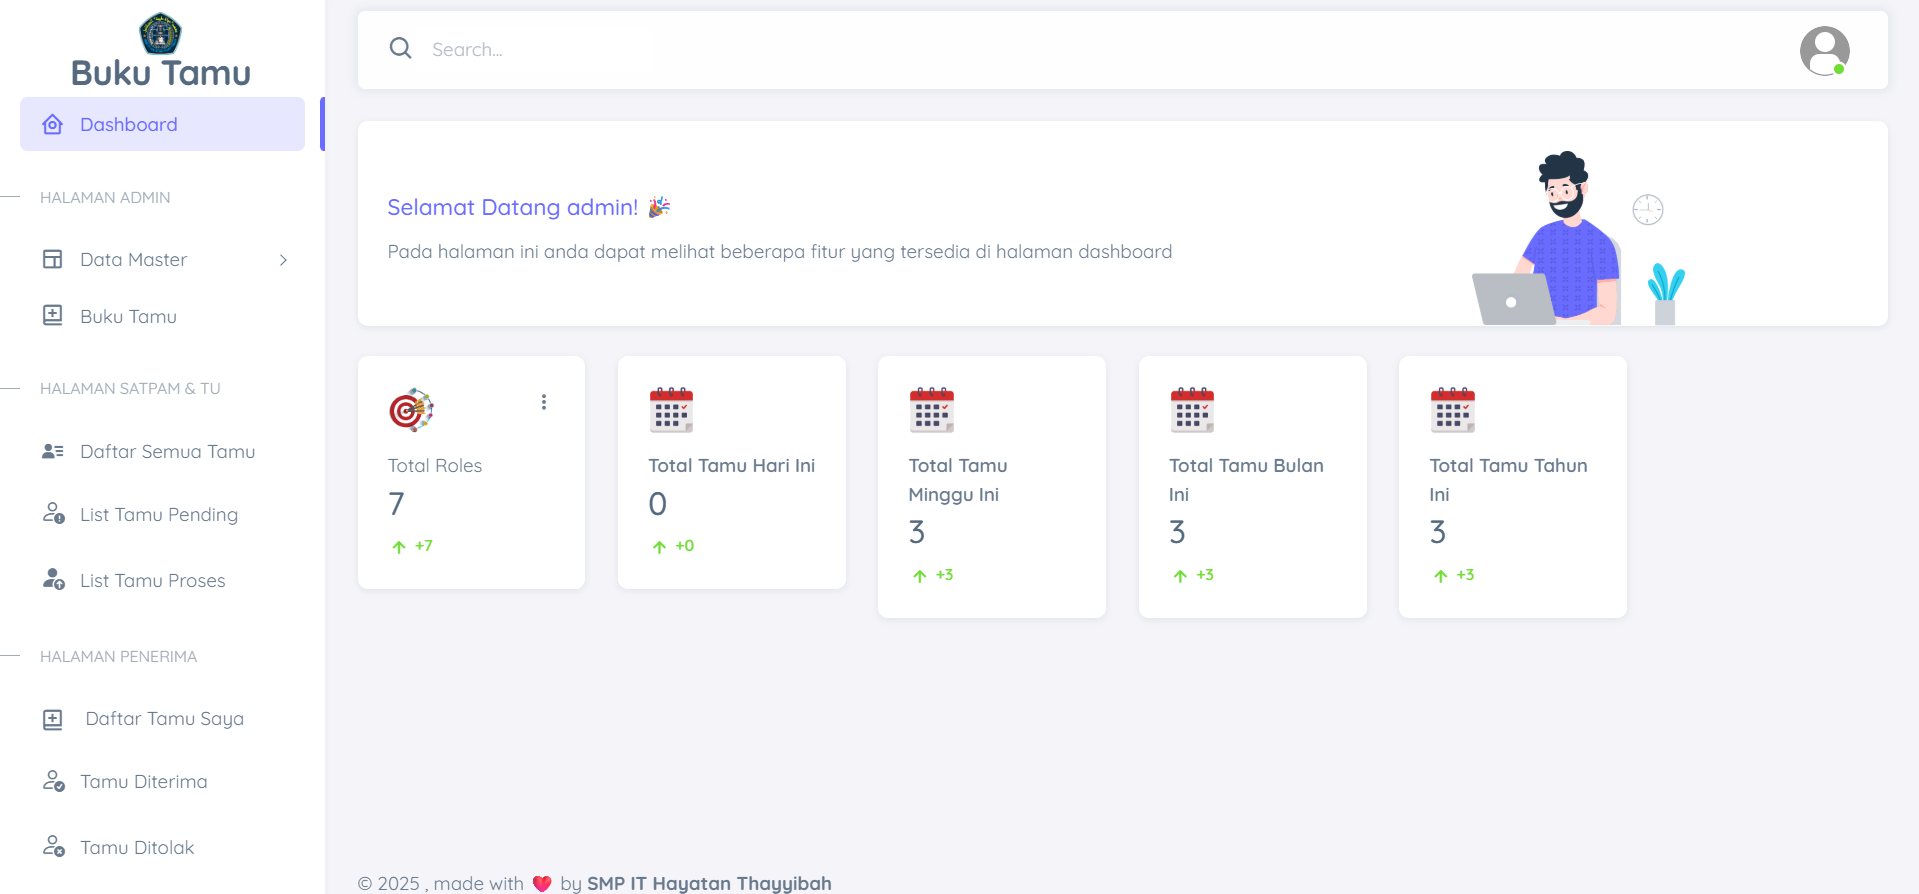 Buku Tamu
Dashboard
HALAMAN ADMIN
Data Master
Buku Tamu
HALAMAN SATPAM & TU
Daftar Semua Tamu
List Tamu Pending
List Tamu Proses
HALAMAN PENERIMA
Daftar Tamu Saya
Tamu Diterima
Tamu Ditolak
Search...
Selamat Datang admin! 🎉
Pada halaman ini anda dapat melihat beberapa fitur yang tersedia di halaman dashboard
Total Roles
7
+7
Total Tamu Hari Ini
0
+0
Total Tamu
Minggu Ini
3
+3
Total Tamu Bulan
Ini
3
+3
Total Tamu Tahun
Ini
3
+3
© 2025 , made with ❤️ by SMP IT Hayatan Thayyibah